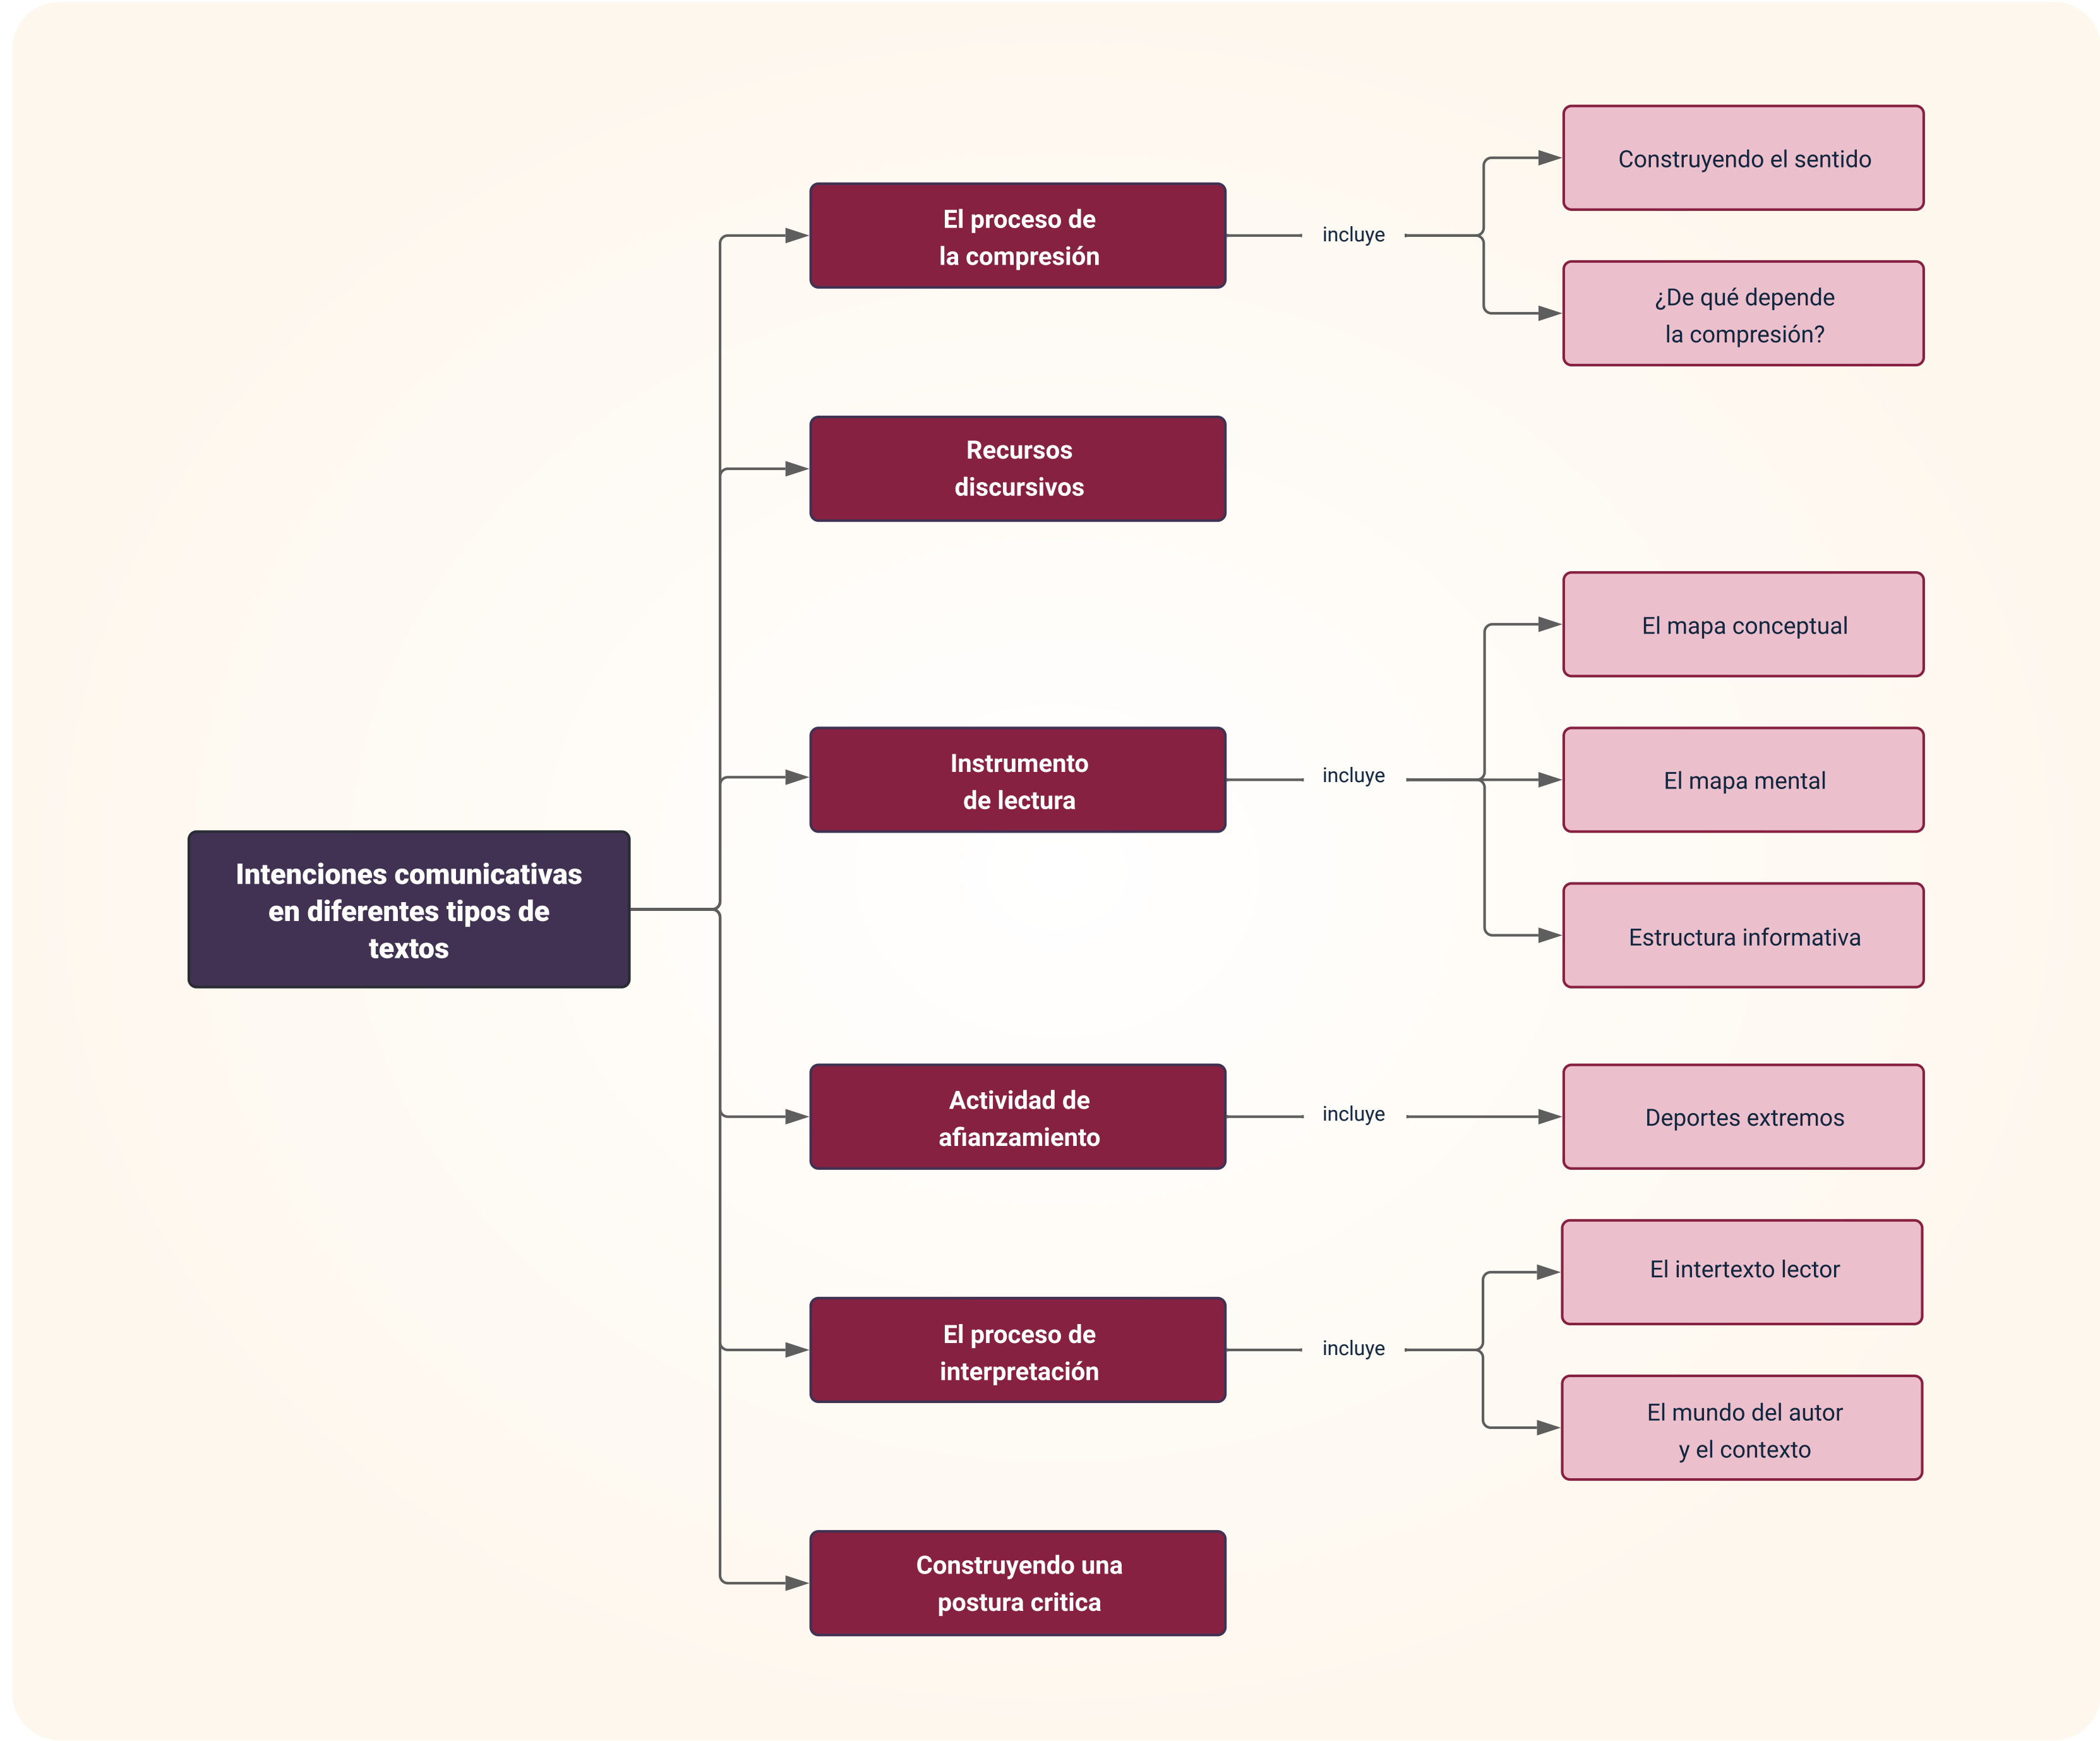 Intenciones comunicativas
en diferentes tipos de
textos
El proceso de
la compresión
incluye
Construyendo el sentido
¿De qué depende
la compresión?
Recursos
discursivos
Instrumento
de lectura
incluye
El mapa conceptual
El mapa mental
Estructura informativa
Actividad de
afianzamiento
incluye
Deportes extremos
El proceso de
interpretación
incluye
El intertexto lector
El mundo del autor
y el contexto
Construyendo una
postura critica